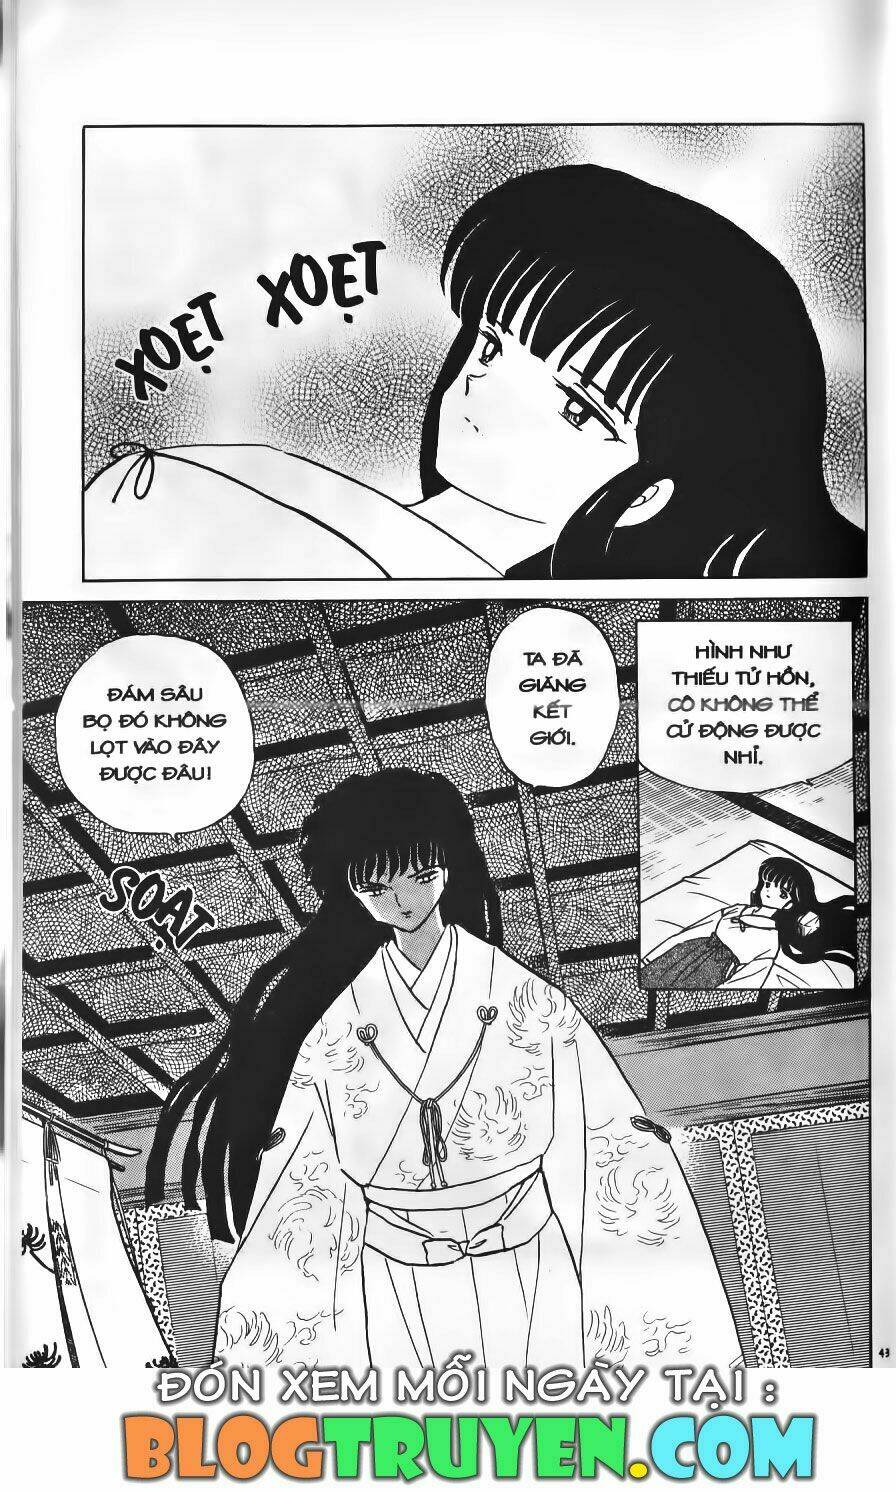 XOẸT XOẸT
HÌNH NHƯ
THIẾU TỬ HỒN,
CÔ KHÔNG THỂ
CỬ ĐỘNG ĐƯỢC
NHỈ.
TA ĐÃ
GIĂNG
KẾT
GIỚI.
ĐÁM SÂU
BỌ ĐÓ KHÔNG
LỌT VÀO ĐÂY
ĐƯỢC ĐÂU!
SOẠT
43
ĐÓN XEM MỖI NGÀY TẠI :
BLOGTRUYEN.COM